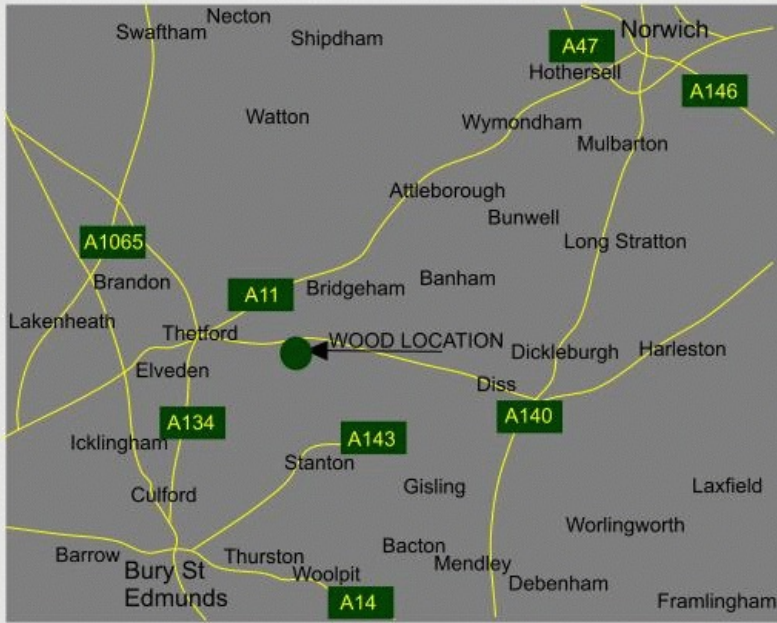 Necton
Swaftham
Shipdham
Norwich
A47
Hothersell
A146
Watton
Wymondham
Mulbarton
Attleborough
Bunwell
A1065
Long Stratton
Brandon
A11
Bridgeham
Banham
Lakenheath
Thetford
WOOD LOCATION
Dickleburgh
Harleston
Elveden
Diss
A134
A140
Icklingham
A143
Stanton
Gisling
Laxfield
Culford
Worlingworth
Barrow
Thurston
Bacton
Mendley
Bury St
Edmunds
Woolpit
Debenham
A14
Framlingham